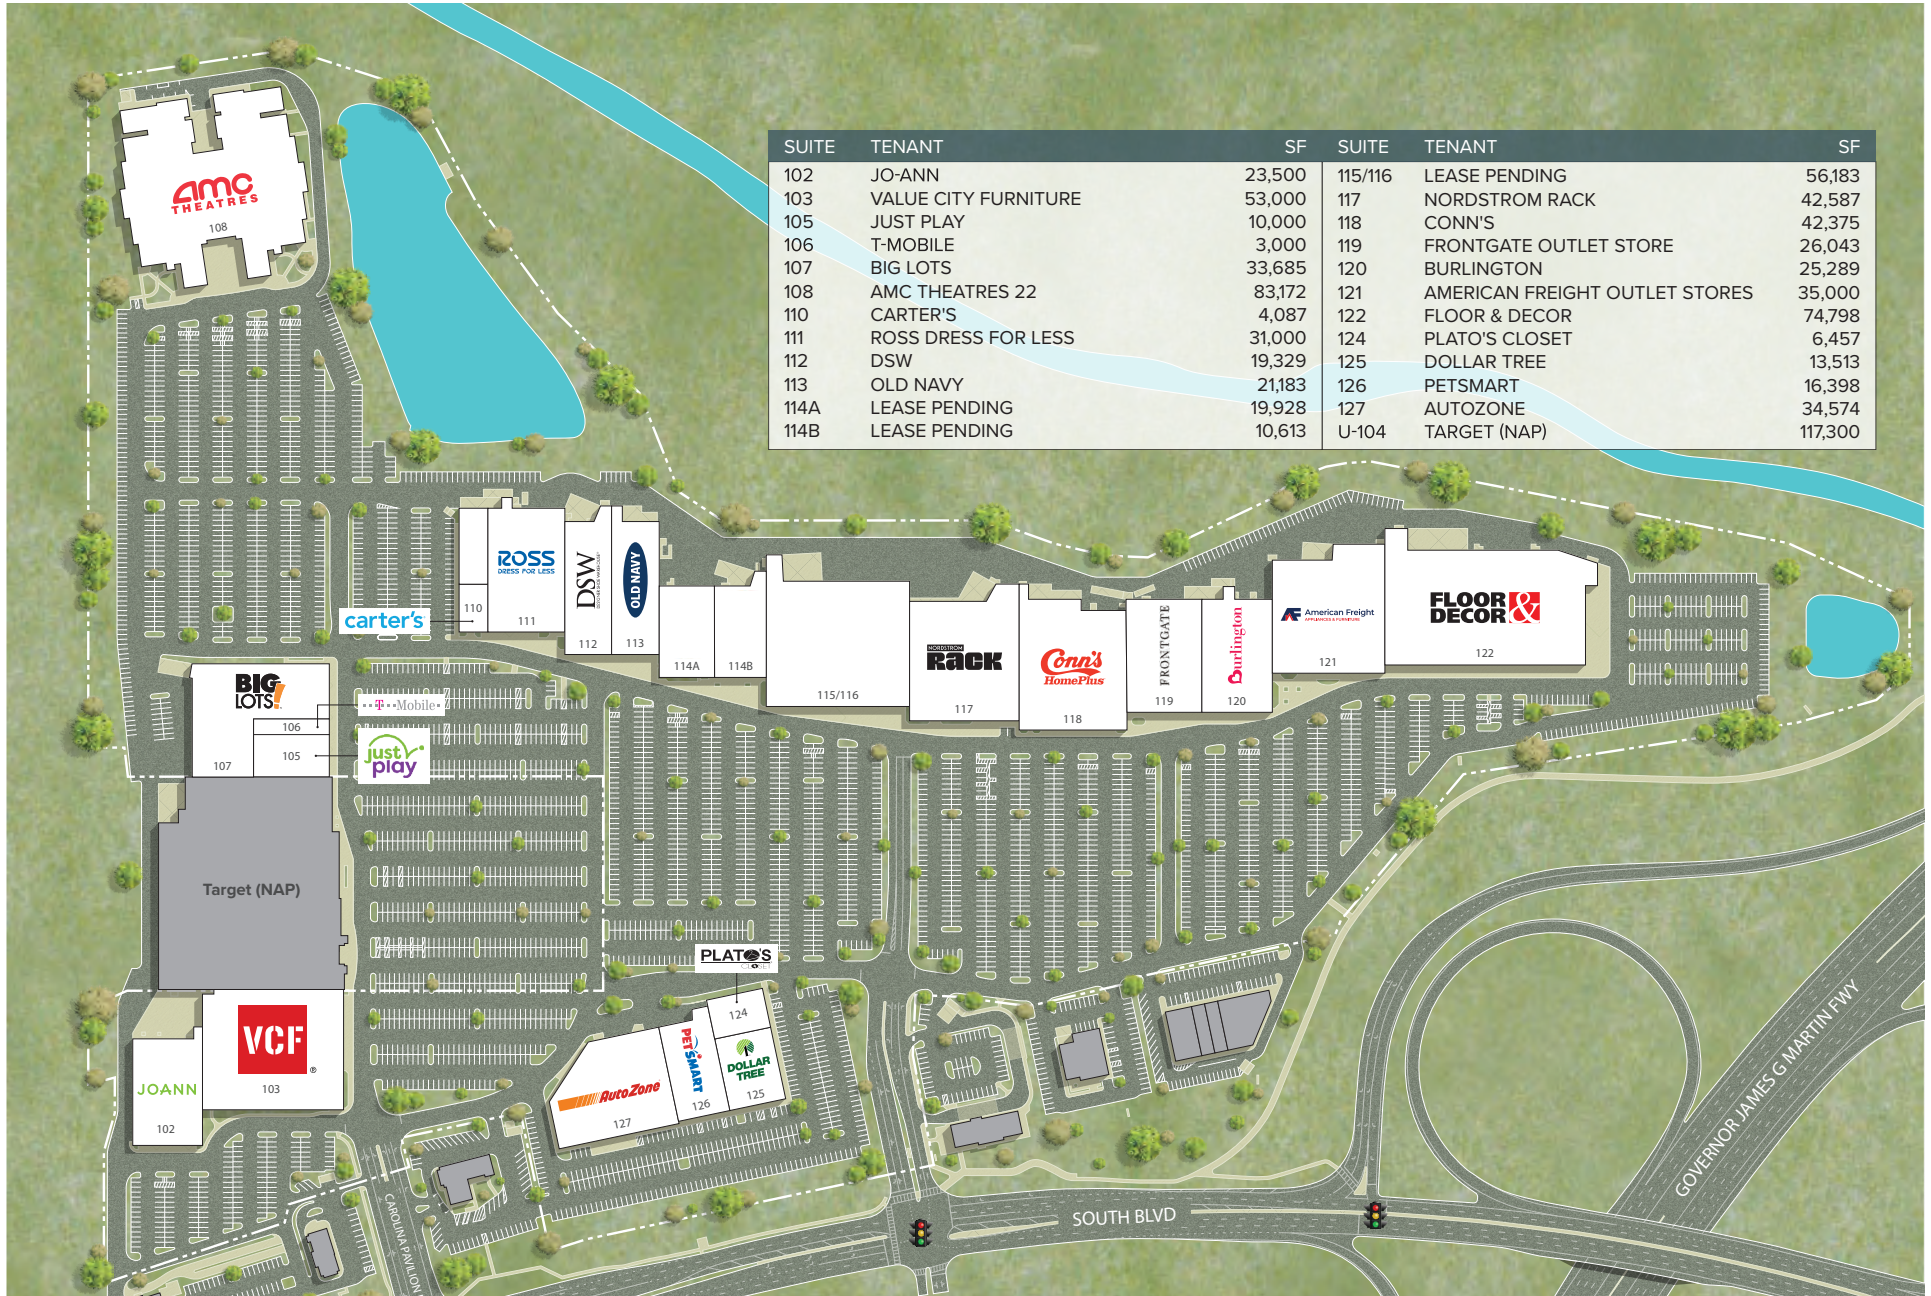 SUITE TENANT SF
102 JO-ANN 23,500
103 VALUE CITY FURNITURE 53,000
105 JUST PLAY 10,000
106 T-MOBILE 3,000
107 BIG LOTS 33,685
108 AMC THEATRES 22 83,172
110 CARTER'S 4,087
111 ROSS DRESS FOR LESS 31,000
112 DSW 19,329
113 OLD NAVY 21,183
114A LEASE PENDING 19,928
114B LEASE PENDING 10,613
SUITE TENANT SF
115/116 LEASE PENDING 56,183
117 NORDSTROM RACK 42,587
118 CONN'S 42,375
119 FRONTGATE OUTLET STORE 26,043
120 BURLINGTON 25,289
121 AMERICAN FREIGHT OUTLET STORES 35,000
122 FLOOR & DECOR 74,798
124 PLATO'S CLOSET 6,457
125 DOLLAR TREE 13,513
126 PETSMART 16,398
127 AUTOZONE 34,574
U-104 TARGET (NAP) 117,300
amc
THEATRES
108
carter's
110
ROSS
DRESS FOR LESS
111
DSW
112
OLD NAVY
113
114A
114B
115/116
NORDSTROM
rack
117
Conn's
HomePlus
118
FRONTGATE
119
Burlington
120
American Freight
APPLIANCES & FURNITURE
121
FLOOR &
DECOR
122
BIG
LOTS!
106
T Mobile
105
just
play
107
Target (NAP)
VCF
®
103
JOANN
102
PLATO'S
CLOSET
124
DOLLAR
TREE
125
PETSMART
126
AutoZone
127
CAROLINA PAVILION
SOUTH BLVD
GOVERNOR JAMES G MARTIN FWY